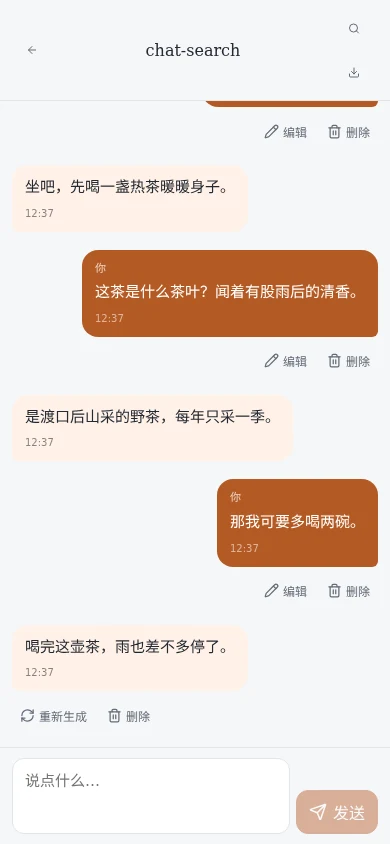 chat-search
编辑 删除
坐吧，先喝一盏热茶暖暖身子。
12:37
你
这茶是什么茶叶？闻着有股雨后的清香。
12:37
编辑 删除
是渡口后山采的野茶，每年只采一季。
12:37
你
那我可要多喝两碗。
12:37
编辑 删除
喝完这壶茶，雨也差不多停了。
12:37
重新生成 删除
说点什么...
发送